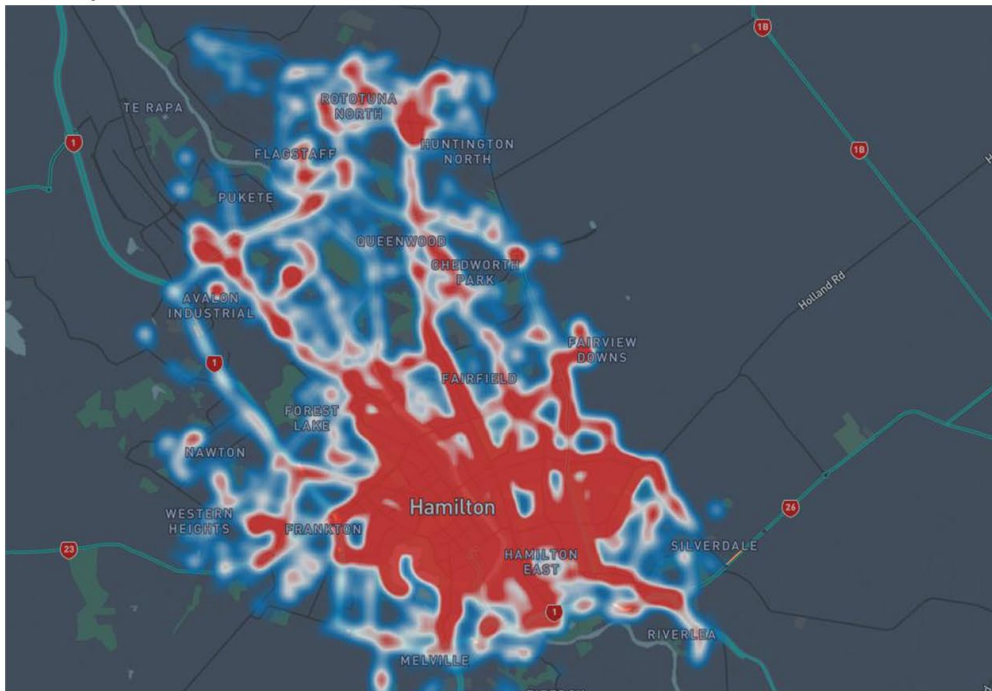 1B
TE RAPA
ROTOTUNA
NORTH
1
HUNTINGTON
NORTH
1B
FLAGSTAFF
PUKETE
QUEENWOOD
CHEDWORTH
PARK
Holland Rd
AVALON
INDUSTRIAL
FAIRVIEW
DOWNS
1
FAIRFIELD
FOREST
LAKE
NAWTON
Hamilton
26
WESTERN
HEIGHTS
FRANKTON
23
SILVERDALE
HAMILTON
EAST
1
RIVERLEA
MELVILLE